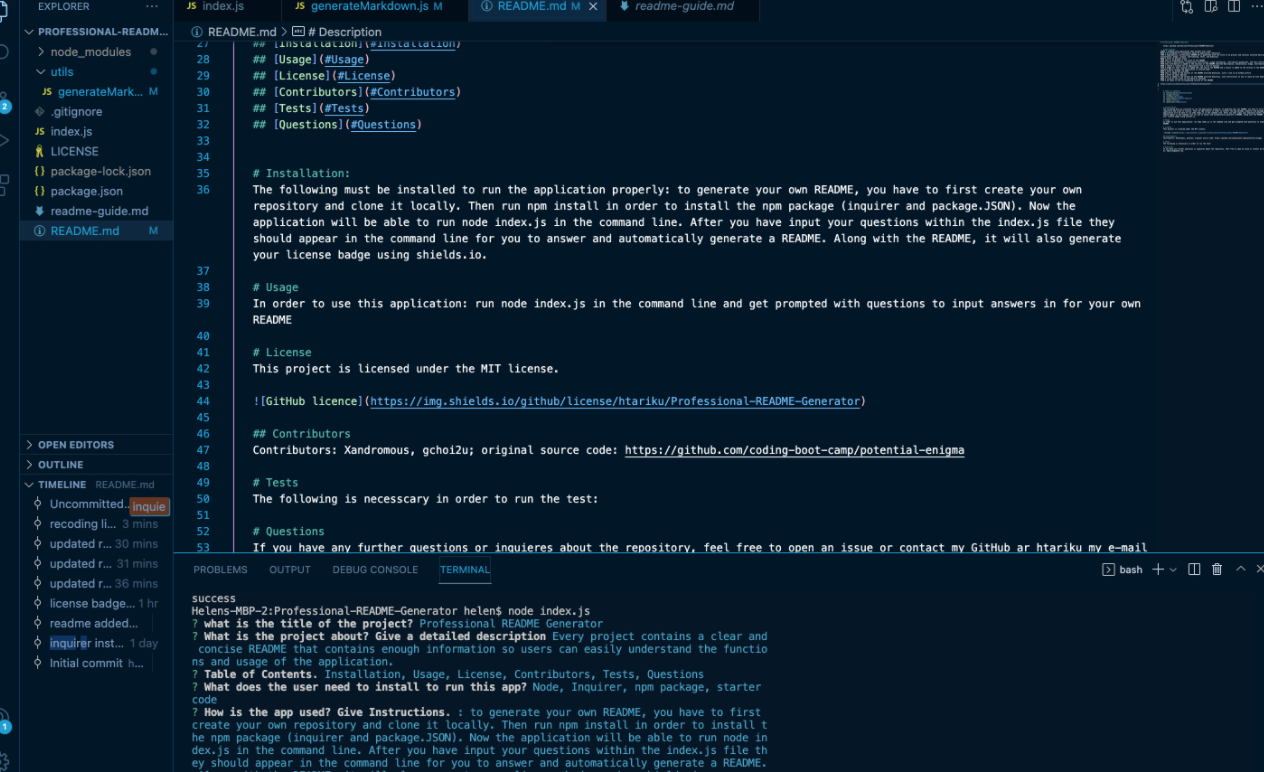 EXPLORER
PROFESSIONAL-READM...
node_modules
utils
JS generateMark... M
.gitignore
JS index.js
LICENSE
{} package-lock.json
{} package.json
readme-guide.md
README.md M
OPEN EDITORS
OUTLINE
TIMELINE README.md
Uncommitted..
inquie
recoding li... 3 mins
updated r... 30 mins
updated r... 31 mins
updated r... 36 mins
license badge... 1 hr
readme added...
inquirer inst... 1 day
Initial commit h...
2
1
JS index.js
JS generateMarkdown.js M
README.md M
readme-guide.md
README.md > # Description
27 ## [Installation](#Installation)
28 ## [Usage](#Usage)
29 ## [License](#License)
30 ## [Contributors](#Contributors)
31 ## [Tests](#Tests)
32 ## [Questions](#Questions)
33
34
35 # Installation:
36 The following must be installed to run the application properly: to generate your own README, you have to first create your own
repository and clone it locally. Then run npm install in order to install the npm package (inquirer and package.JSON). Now the
application will be able to run node index.js in the command line. After you have input your questions within the index.js file they
should appear in the command line for you to answer and automatically generate a README. Along with the README, it will also generate
your license badge using shields.io.
37
38 # Usage
39 In order to use this application: run node index.js in the command line and get prompted with questions to input answers in for your own
README
40
41 # License
42 This project is licensed under the MIT license.
43
44 ![GitHub licence](https://img.shields.io/github/license/htariku/Professional-README-Generator)
45
46 ## Contributors
47 Contributors: Xandromous, gchoi2u; original source code: https://github.com/coding-boot-camp/potential-enigma
48
49 # Tests
50 The following is necesscary in order to run the test:
51
52 # Questions
53 If you have any further questions or inquieres about the repository, feel free to open an issue or contact my GitHub ar htariku my e-mail
PROBLEMS OUTPUT DEBUG CONSOLE TERMINAL
bash
success
Helens-MBP-2:Professional-README-Generator helen$ node index.js
? what is the title of the project? Professional README Generator
? What is the project about? Give a detailed description Every project contains a clear and
concise README that contains enough information so users can easily understand the functio
ns and usage of the application.
? Table of Contents. Installation, Usage, License, Contributors, Tests, Questions
? What does the user need to install to run this app? Node, Inquirer, npm package, starter
code
? How is the app used? Give Instructions. : to generate your own README, you have to first
create your own repository and clone it locally. Then run npm install in order to install t
he npm package (inquirer and package.JSON). Now the application will be able to run node in
dex.js in the command line. After you have input your questions within the index.js file th
ey should appear in the command line for you to answer and automatically generate a README.